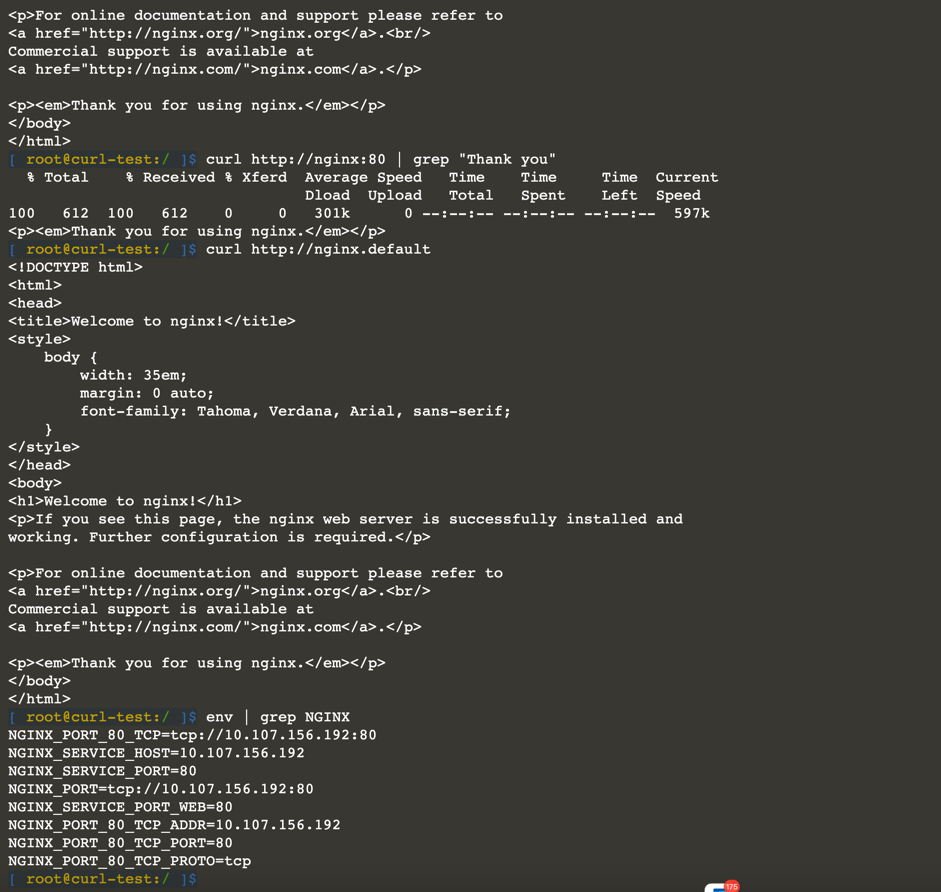 <p>For online documentation and support please refer to
<a href="http://nginx.org/">nginx.org</a>.<br/>
Commercial support is available at
<a href="http://nginx.com/">nginx.com</a>.</p>

<p><em>Thank you for using nginx.</em></p>
</body>
</html>
[ root@curl-test:/ ]$ curl http://nginx:80 | grep "Thank you"
  % Total    % Received % Xferd  Average Speed   Time    Time     Time  Current
                                 Dload  Upload   Total   Spent    Left  Speed
100   612  100   612    0     0   301k      0 --:--:-- --:--:-- --:--:--  597k
<p><em>Thank you for using nginx.</em></p>
[ root@curl-test:/ ]$ curl http://nginx.default
<!DOCTYPE html>
<html>
<head>
<title>Welcome to nginx!</title>
<style>
    body {
        width: 35em;
        margin: 0 auto;
        font-family: Tahoma, Verdana, Arial, sans-serif;
    }
</style>
</head>
<body>
<h1>Welcome to nginx!</h1>
<p>If you see this page, the nginx web server is successfully installed and
working. Further configuration is required.</p>

<p>For online documentation and support please refer to
<a href="http://nginx.org/">nginx.org</a>.<br/>
Commercial support is available at
<a href="http://nginx.com/">nginx.com</a>.</p>

<p><em>Thank you for using nginx.</em></p>
</body>
</html>
[ root@curl-test:/ ]$ env | grep NGINX
NGINX_PORT_80_TCP=tcp://10.107.156.192:80
NGINX_SERVICE_HOST=10.107.156.192
NGINX_SERVICE_PORT=80
NGINX_PORT=tcp://10.107.156.192:80
NGINX_SERVICE_PORT_WEB=80
NGINX_PORT_80_TCP_ADDR=10.107.156.192
NGINX_PORT_80_TCP_PORT=80
NGINX_PORT_80_TCP_PROTO=tcp
[ root@curl-test:/ ]$
175